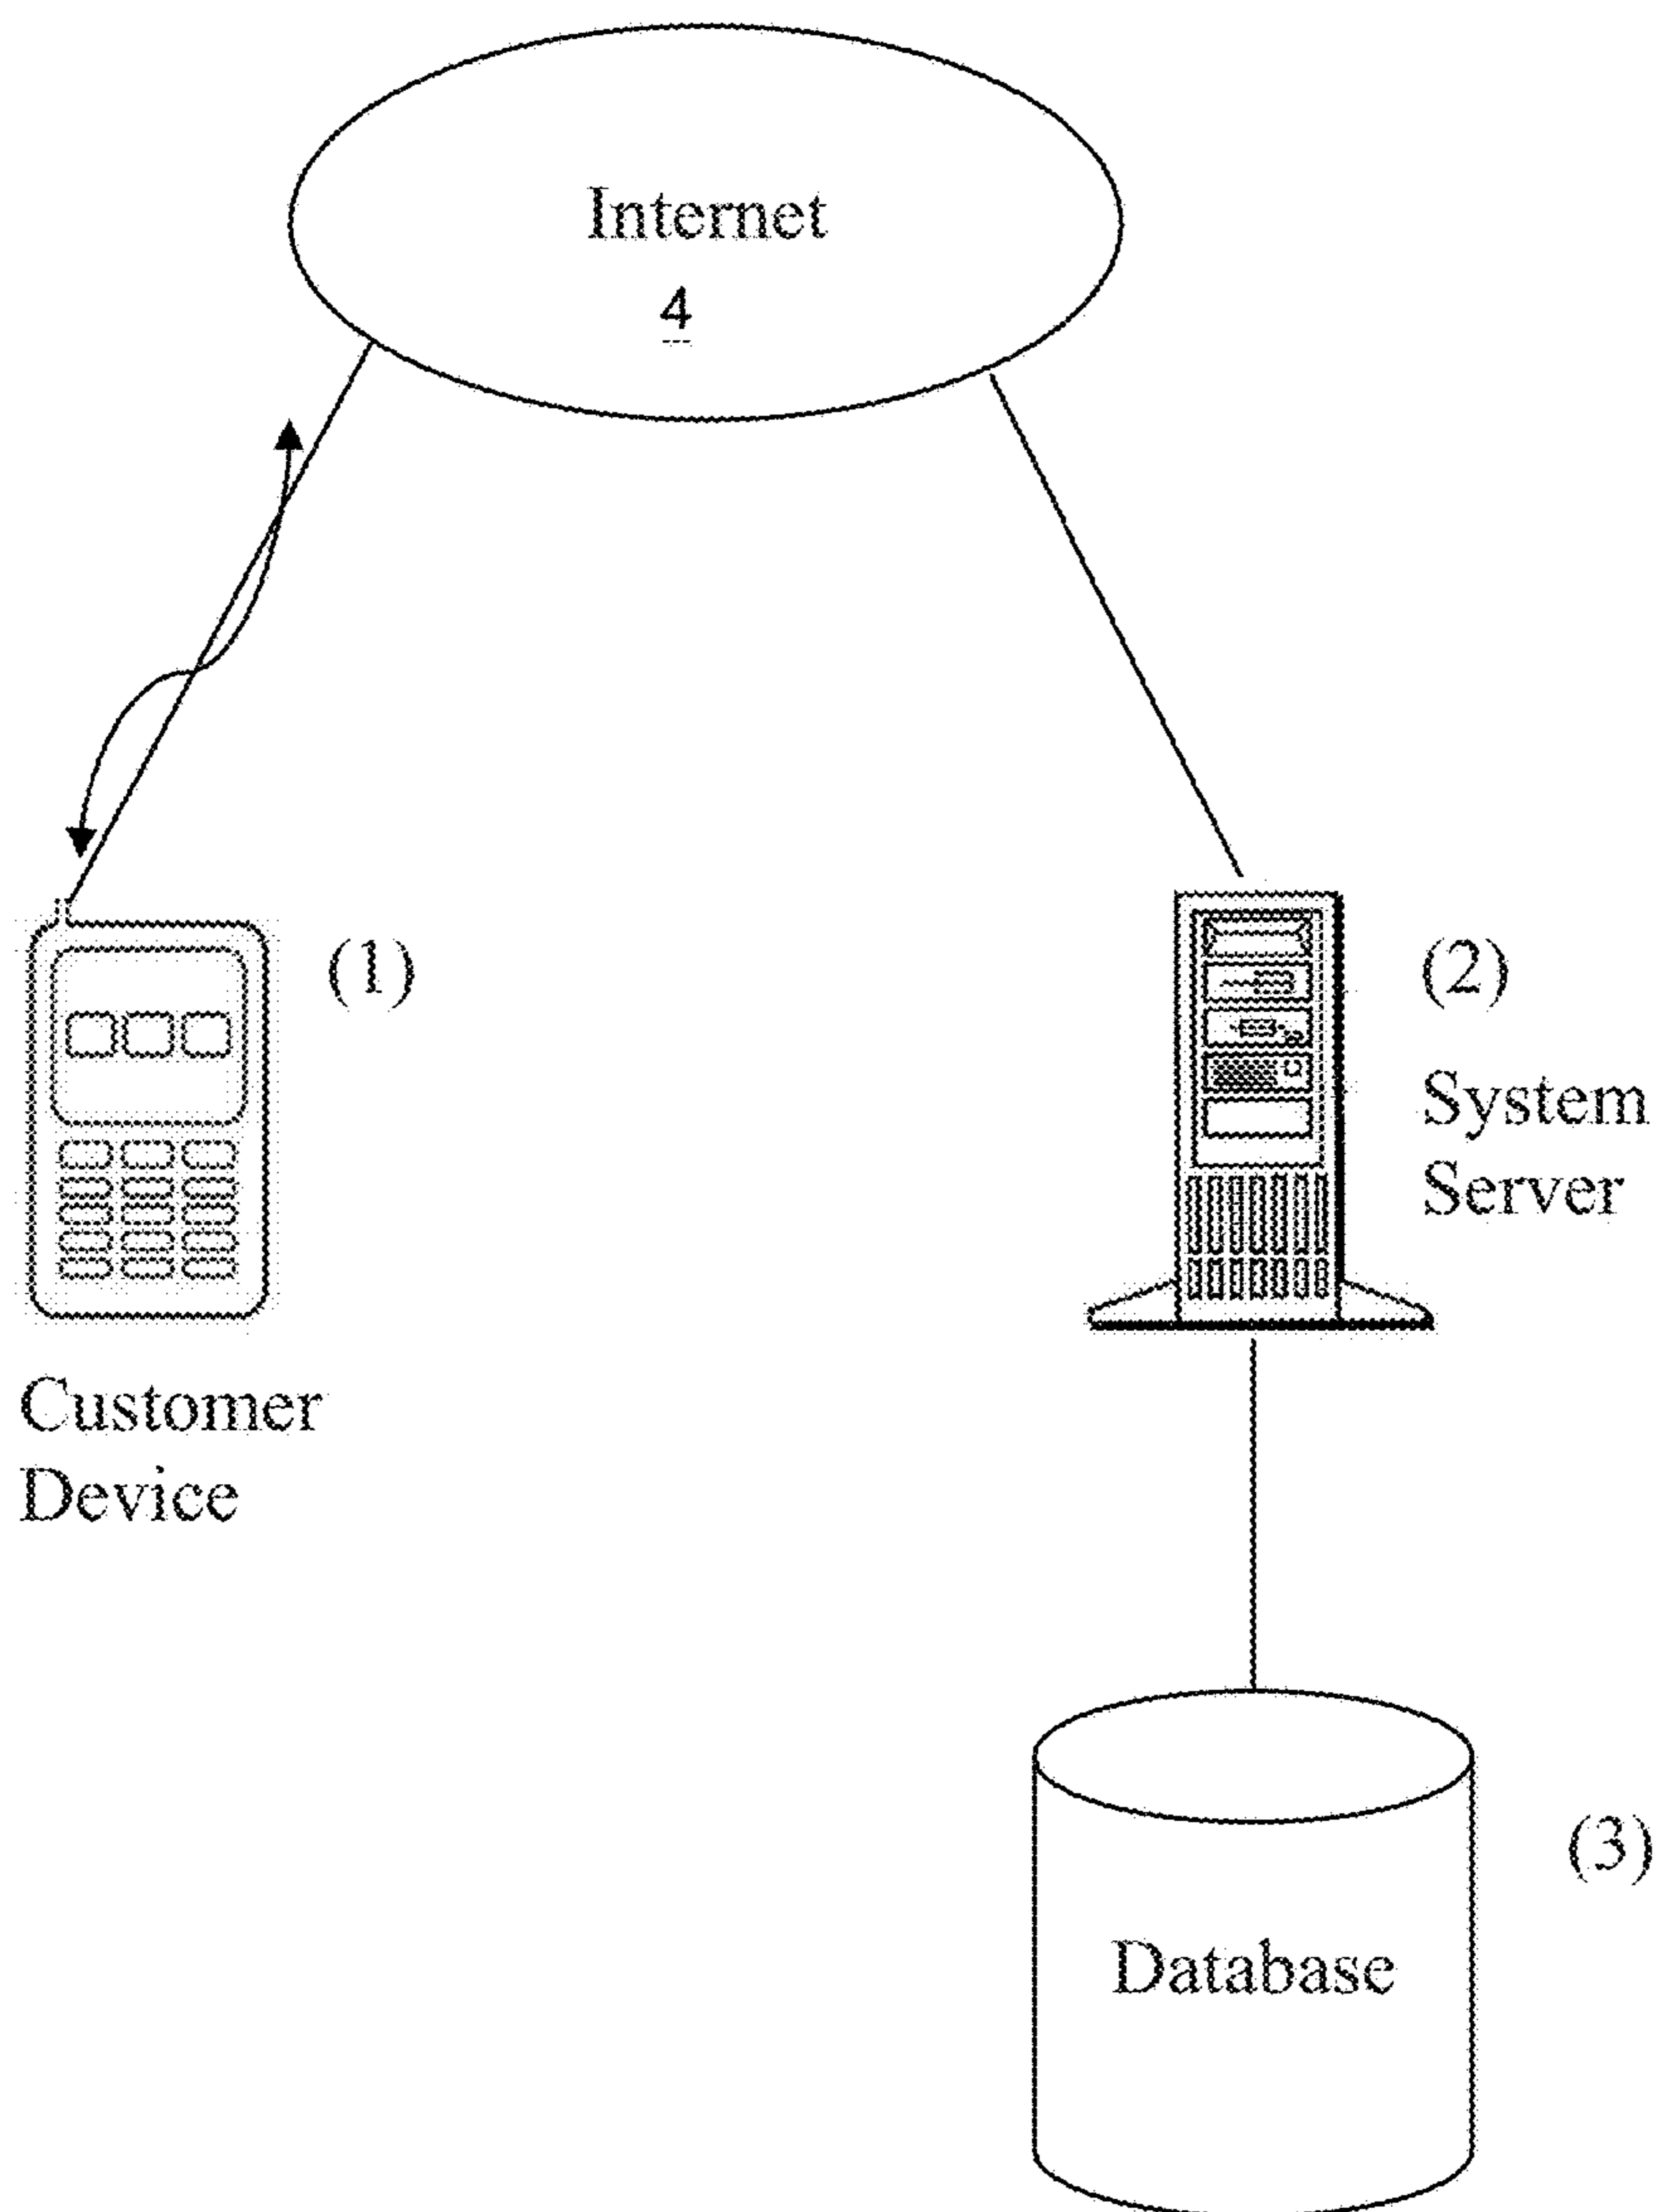 Internet
4
(1)
(2)
System
Server
Customer
Device
(3)
Database